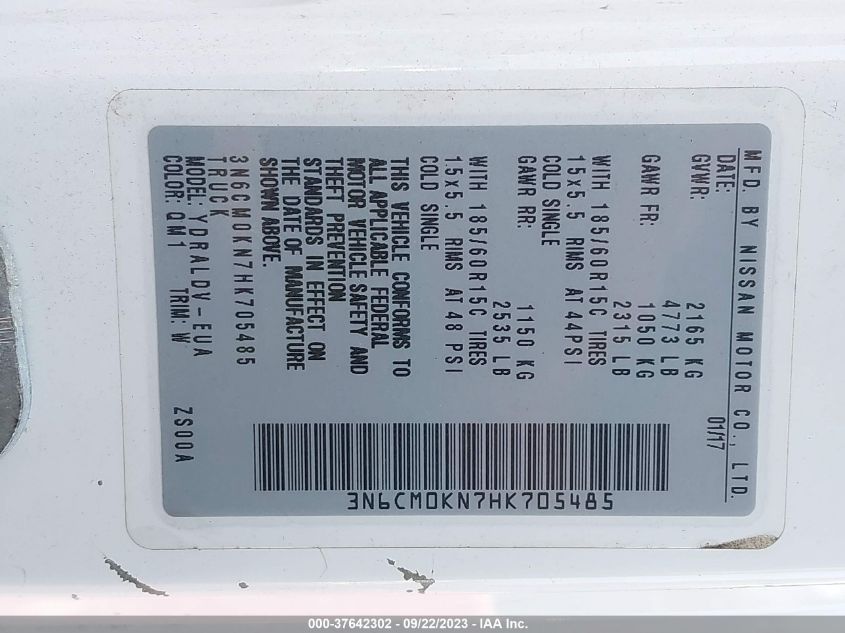 MFD. BY NISSAN MOTOR CO., LTD.
DATE: 01/17
GVWR: 2165 KG
4773 LB
GAWR FR: 1050 KG
2315 LB
WITH 185/60R15C TIRES
15x5.5 RIMS AT 44PSI
COLD SINGLE
GAWR RR: 1150 KG
2535 LB
WITH 185/60R15C TIRES
15x5.5 RIMS AT 48 PSI
COLD SINGLE
THIS VEHICLE CONFORMS TO
ALL APPLICABLE FEDERAL
MOTOR VEHICLE SAFETY AND
THEFT PREVENTION
STANDARDS IN EFFECT ON
THE DATE OF MANUFACTURE
SHOWN ABOVE.
3N6CM0KN7HK705485
TRUCK
MODEL: YDRALDV-EUA
COLOR: QM1 TRIM: W ZS00A
3N6CM0KN7HK705485
000-37642302 - 09/22/2023 - IAA Inc.